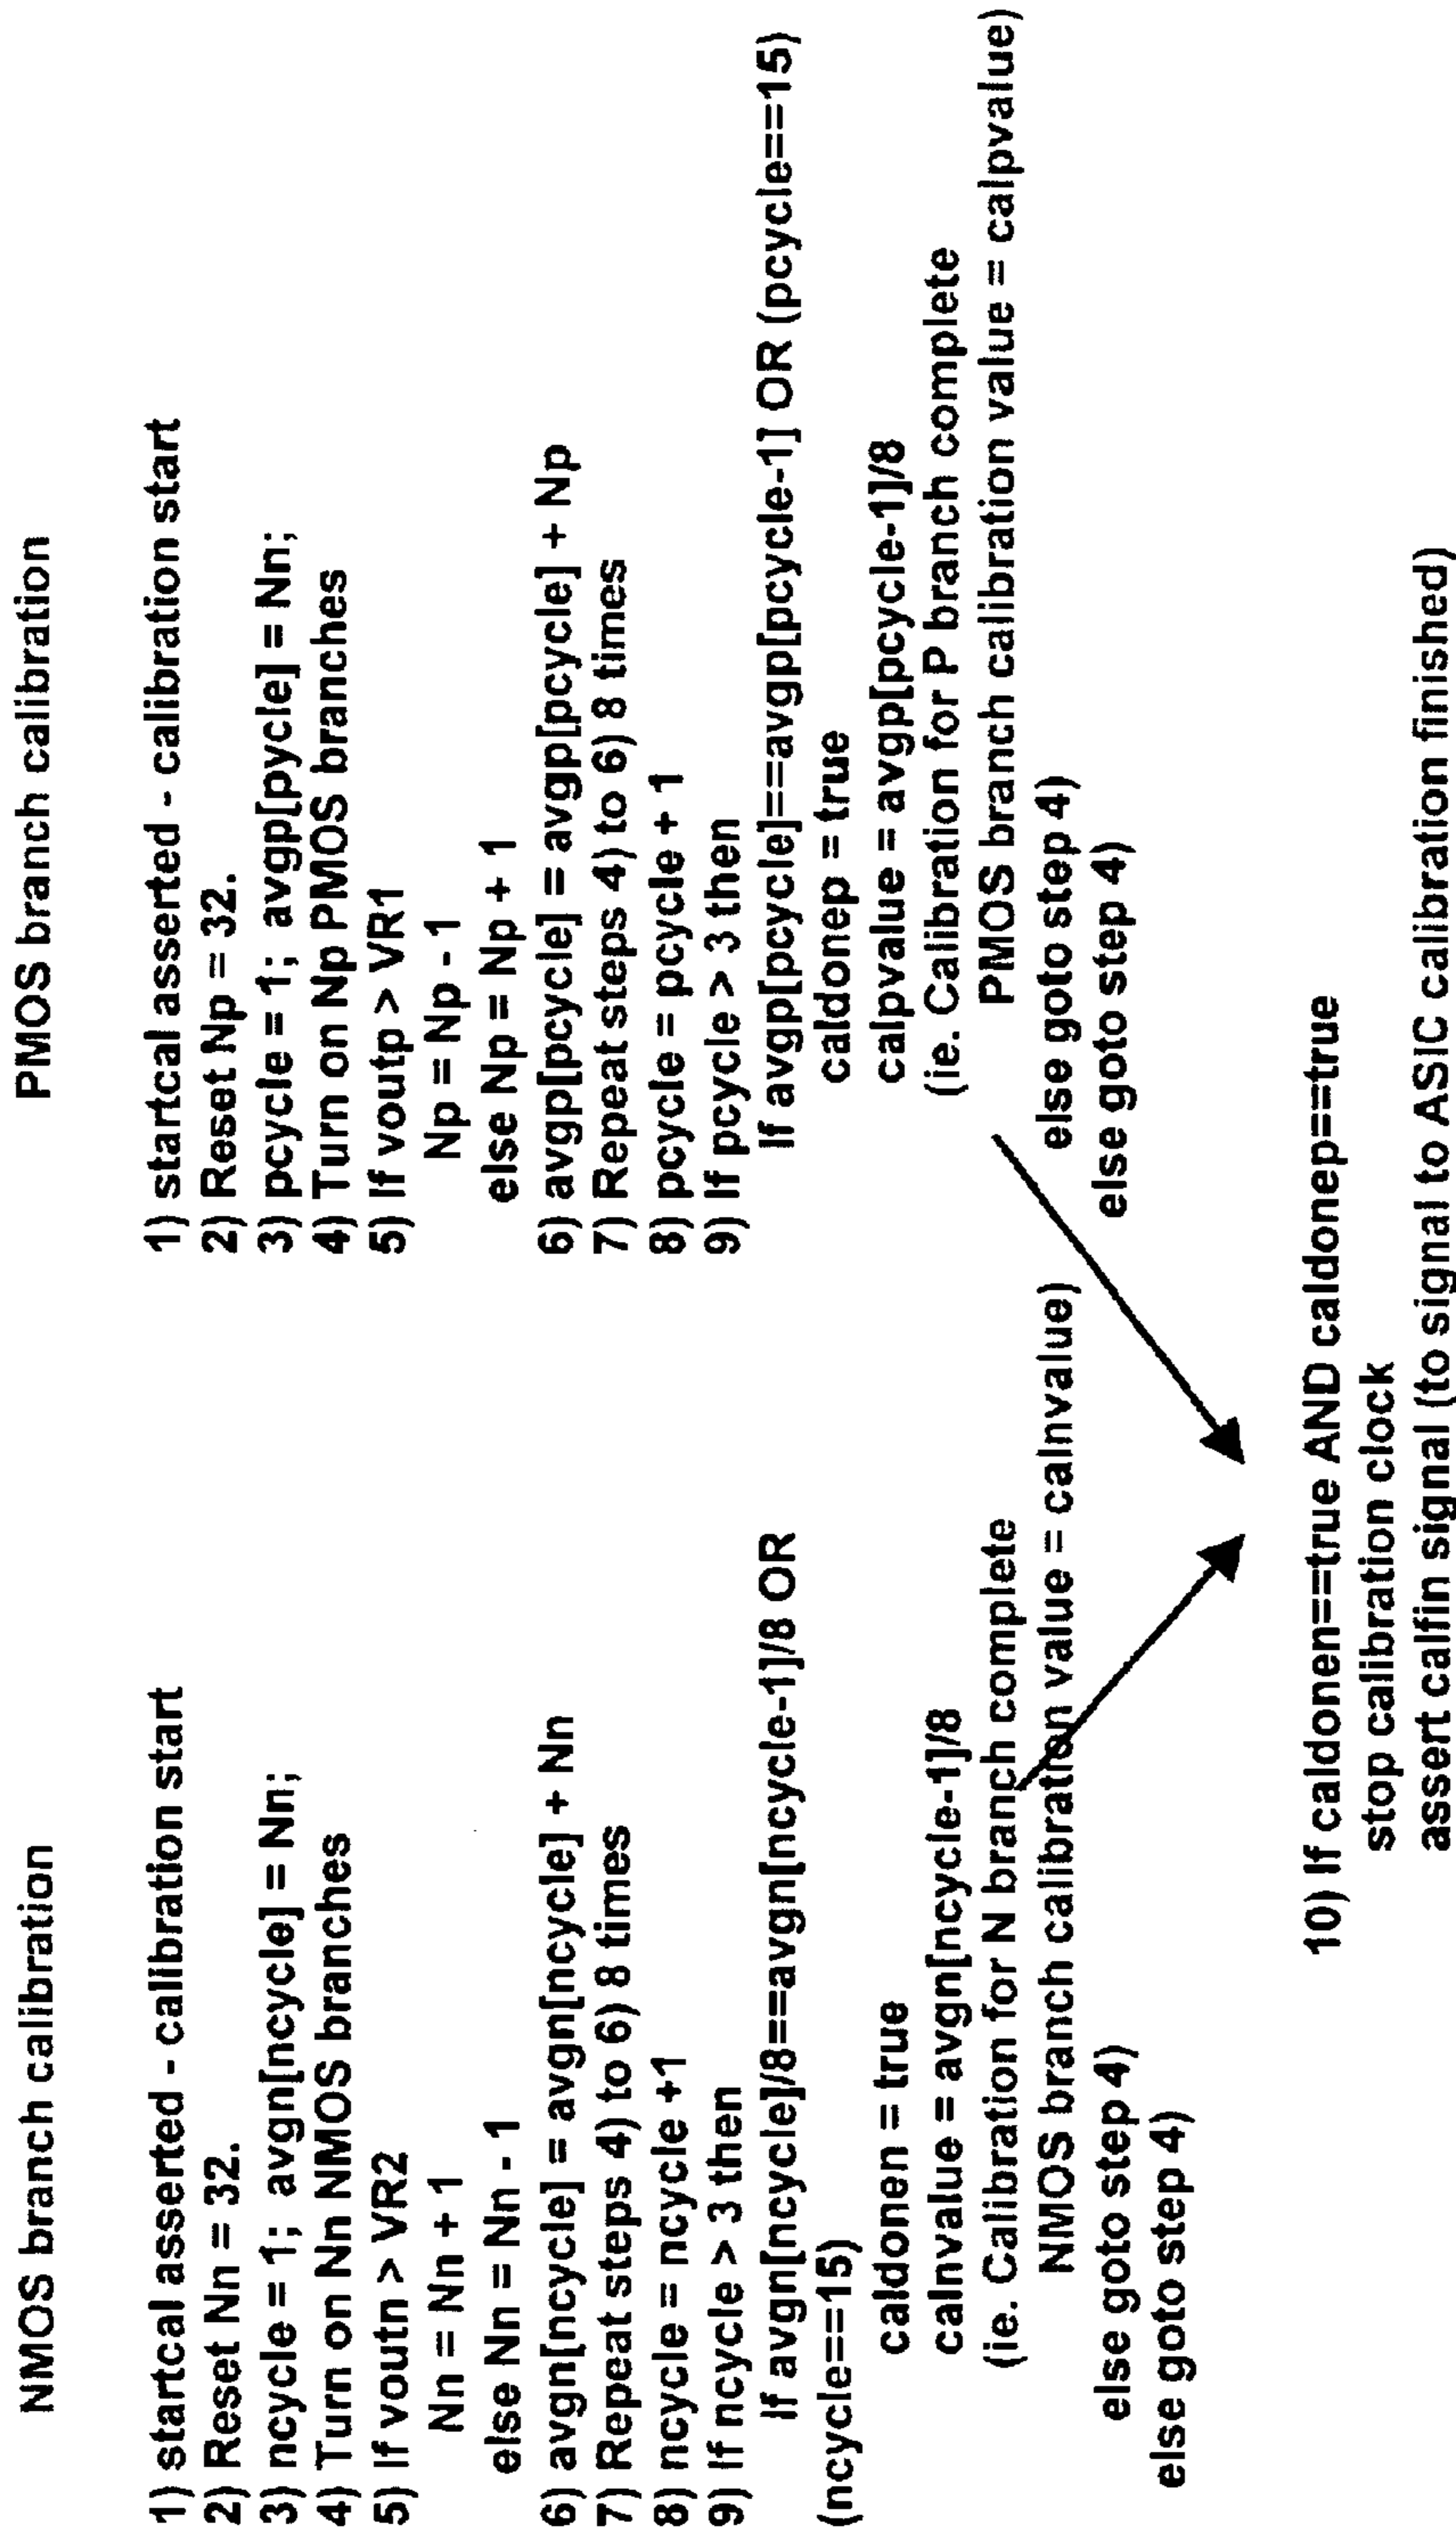 NMOS branch calibration
1) startcal asserted - calibration start
2) Reset Nn = 32.
3) ncycle = 1;  avgn[ncycle] = Nn;
4) Turn on Nn NMOS branches
5) If voutn > VR2
Nn = Nn + 1
else Nn = Nn - 1
6) avgn[ncycle] = avgn[ncycle] + Nn
7) Repeat steps 4) to 6) 8 times
8) ncycle = ncycle +1
9) If ncycle > 3 then
If avgn[ncycle]/8==avgn[ncycle-1]/8 OR
(ncycle==15)
caldonen = true
calnvalue = avgn[ncycle-1]/8
(ie. Calibration for N branch complete
NMOS branch calibration value = calnvalue)
else goto step 4)
else goto step 4)
PMOS branch calibration
1) startcal asserted - calibration start
2) Reset Np = 32.
3) pcycle = 1;  avgp[pycle] = Nn;
4) Turn on Np PMOS branches
5) If voutp > VR1
Np = Np - 1
else Np = Np + 1
6) avgp[pcycle] = avgp[pcycle] + Np
7) Repeat steps 4) to 6) 8 times
8) pcycle = pcycle + 1
9) If pcycle > 3 then
If avgp[pcycle]==avgp[pcycle-1] OR (pcycle==15)
caldonep = true
calpvalue = avgp[pcycle-1]/8
(ie. Calibration for P branch complete
PMOS branch calibration value = calpvalue)
else goto step 4)
else goto step 4)
10) If caldonen==true AND caldonep==true
stop calibration clock
assert calfin signal (to signal to ASIC calibration finished)